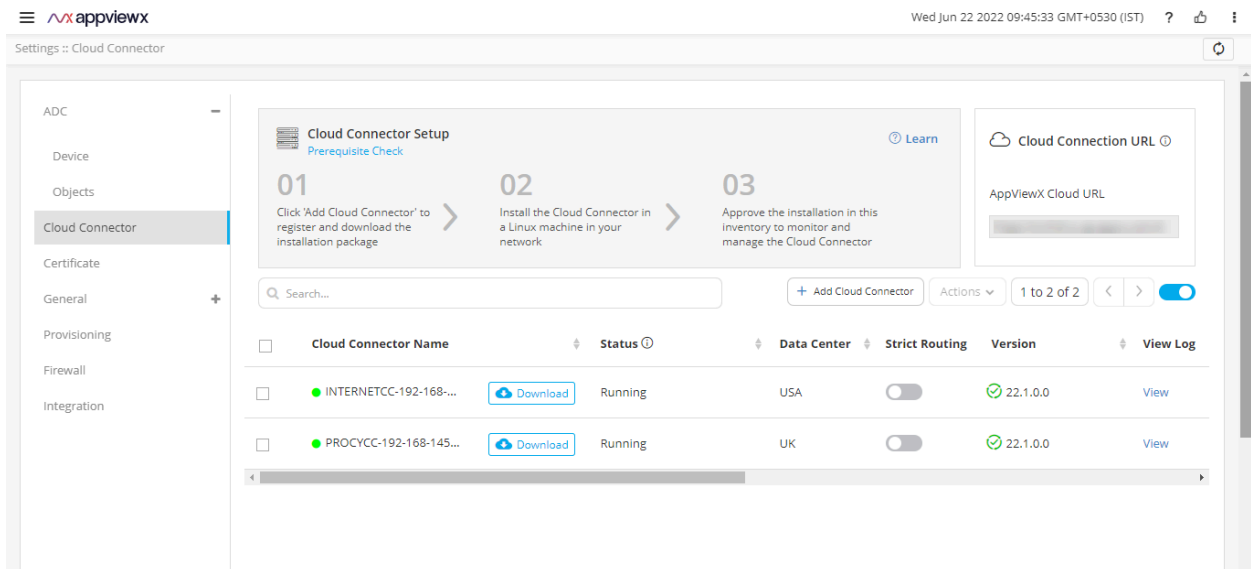 appviewx
Wed Jun 22 2022 09:45:33 GMT+0530 (IST) ?
Settings :: Cloud Connector
ADC
Device
Objects
Cloud Connector
Certificate
General
Provisioning
Firewall
Integration
Cloud Connector Setup
Prerequisite Check
Learn
01
Click 'Add Cloud Connector' to
register and download the
installation package
02
Install the Cloud Connector in
a Linux machine in your
network
03
Approve the installation in this
inventory to monitor and
manage the Cloud Connector
Cloud Connection URL
AppViewX Cloud URL
Search...
+ Add Cloud Connector
Actions
1 to 2 of 2
Cloud Connector Name Status Data Center Strict Routing Version View Log
INTERNETCC-192-168-... Download Running USA 22.1.0.0 View
PROCYCC-192-168-145... Download Running UK 22.1.0.0 View